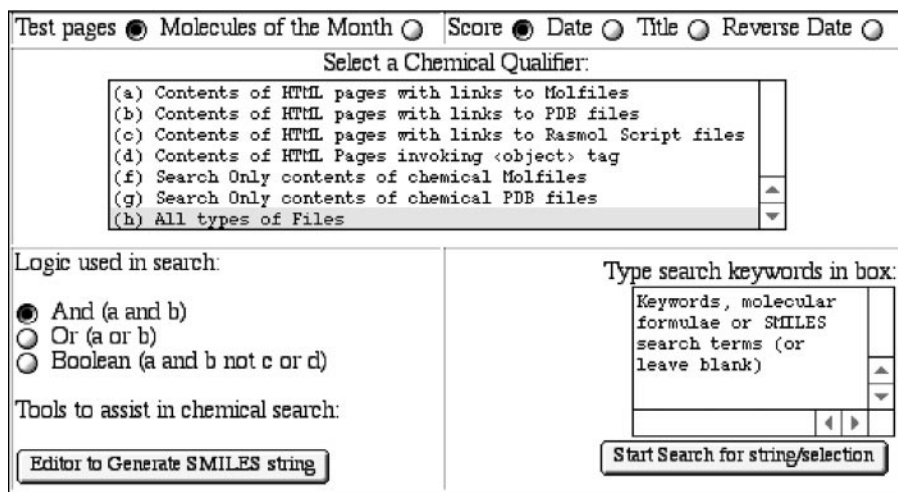 Test pages Molecules of the Month Score Date Title Reverse Date
Select a Chemical Qualifier:
(a) Contents of HTML pages with links to Molfiles
(b) Contents of HTML pages with links to PDB files
(c) Contents of HTML pages with links to Rasmol Script files
(d) Contents of HTML Pages invoking <object> tag
(f) Search Only contents of chemical Molfiles
(g) Search Only contents of chemical PDB files
(h) All types of Files
Logic used in search:
And (a and b)
Or (a or b)
Boolean (a and b not c or d)
Tools to assist in chemical search:
Editor to Generate SMILES string
Type search keywords in box:
Keywords, molecular
formulae or SMILES
search terms (or
leave blank)
Start Search for string/selection